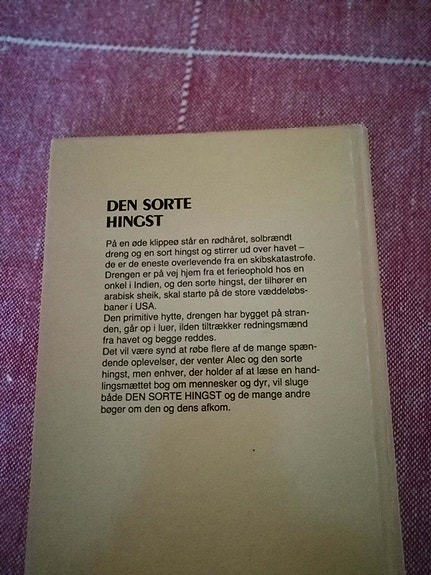 DEN SORTE
HINGST
På en øde klippeø står en rødhåret, solbrændt
dreng og en sort hingst og stirrer ud over havet –
de er de eneste overlevende fra en skibskatastrofe.
Drengen er på vej hjem fra et ferieophold hos en
onkel i Indien, og den sorte hingst, der tilhører en
arabisk sheik, skal starte på de store væddeløbs-
baner i USA.
Den primitive hytte, drengen har bygget på stran-
den, går op i luer, ilden tiltrækker redningsmænd
fra havet og begge reddes.
Det vil være synd at røbe flere af de mange spæn-
dende oplevelser, der venter Alec og den sorte
hingst, men enhver, der holder af at læse en hand-
lingsmættet bog om mennesker og dyr, vil sluge
både DEN SORTE HINGST og de mange andre
bøger om den og dens afkom.